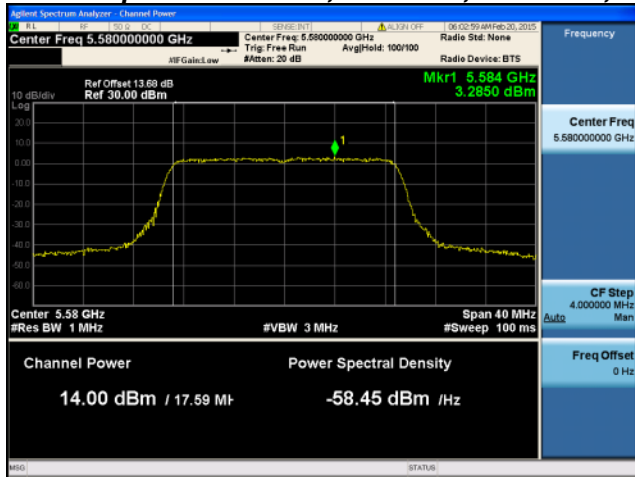 Agilent Spectrum Analyzer - Channel Power
RL RF 50 Ω DC SENSE:INT ALIGN OFF 06:02:59 AM Feb 20, 2015
Center Freq 5.580000000 GHz
Center Freq: 5.580000000 GHz
Radio Std: None
Trig: Free Run Avg|Hold: 100/100
#IFGain:Low
#Atten: 20 dB
Radio Device: BTS
Frequency
Ref Offset 13.68 dB
Mkr1 5.584 GHz
10 dB/div Ref 30.00 dBm
3.2850 dBm
Log
20.0
10.0
0.00
-10.0
-20.0
-30.0
-40.0
-50.0
-60.0
1
Center Freq
5.580000000 GHz
Center 5.58 GHz
Span 40 MHz
#Res BW 1 MHz
#VBW 3 MHz
#Sweep 100 ms
CF Step
4.000000 MHz
Auto Man
Freq Offset
0 Hz
Channel Power
Power Spectral Density
14.00 dBm / 17.59 MH
-58.45 dBm /Hz
MSG
STATUS